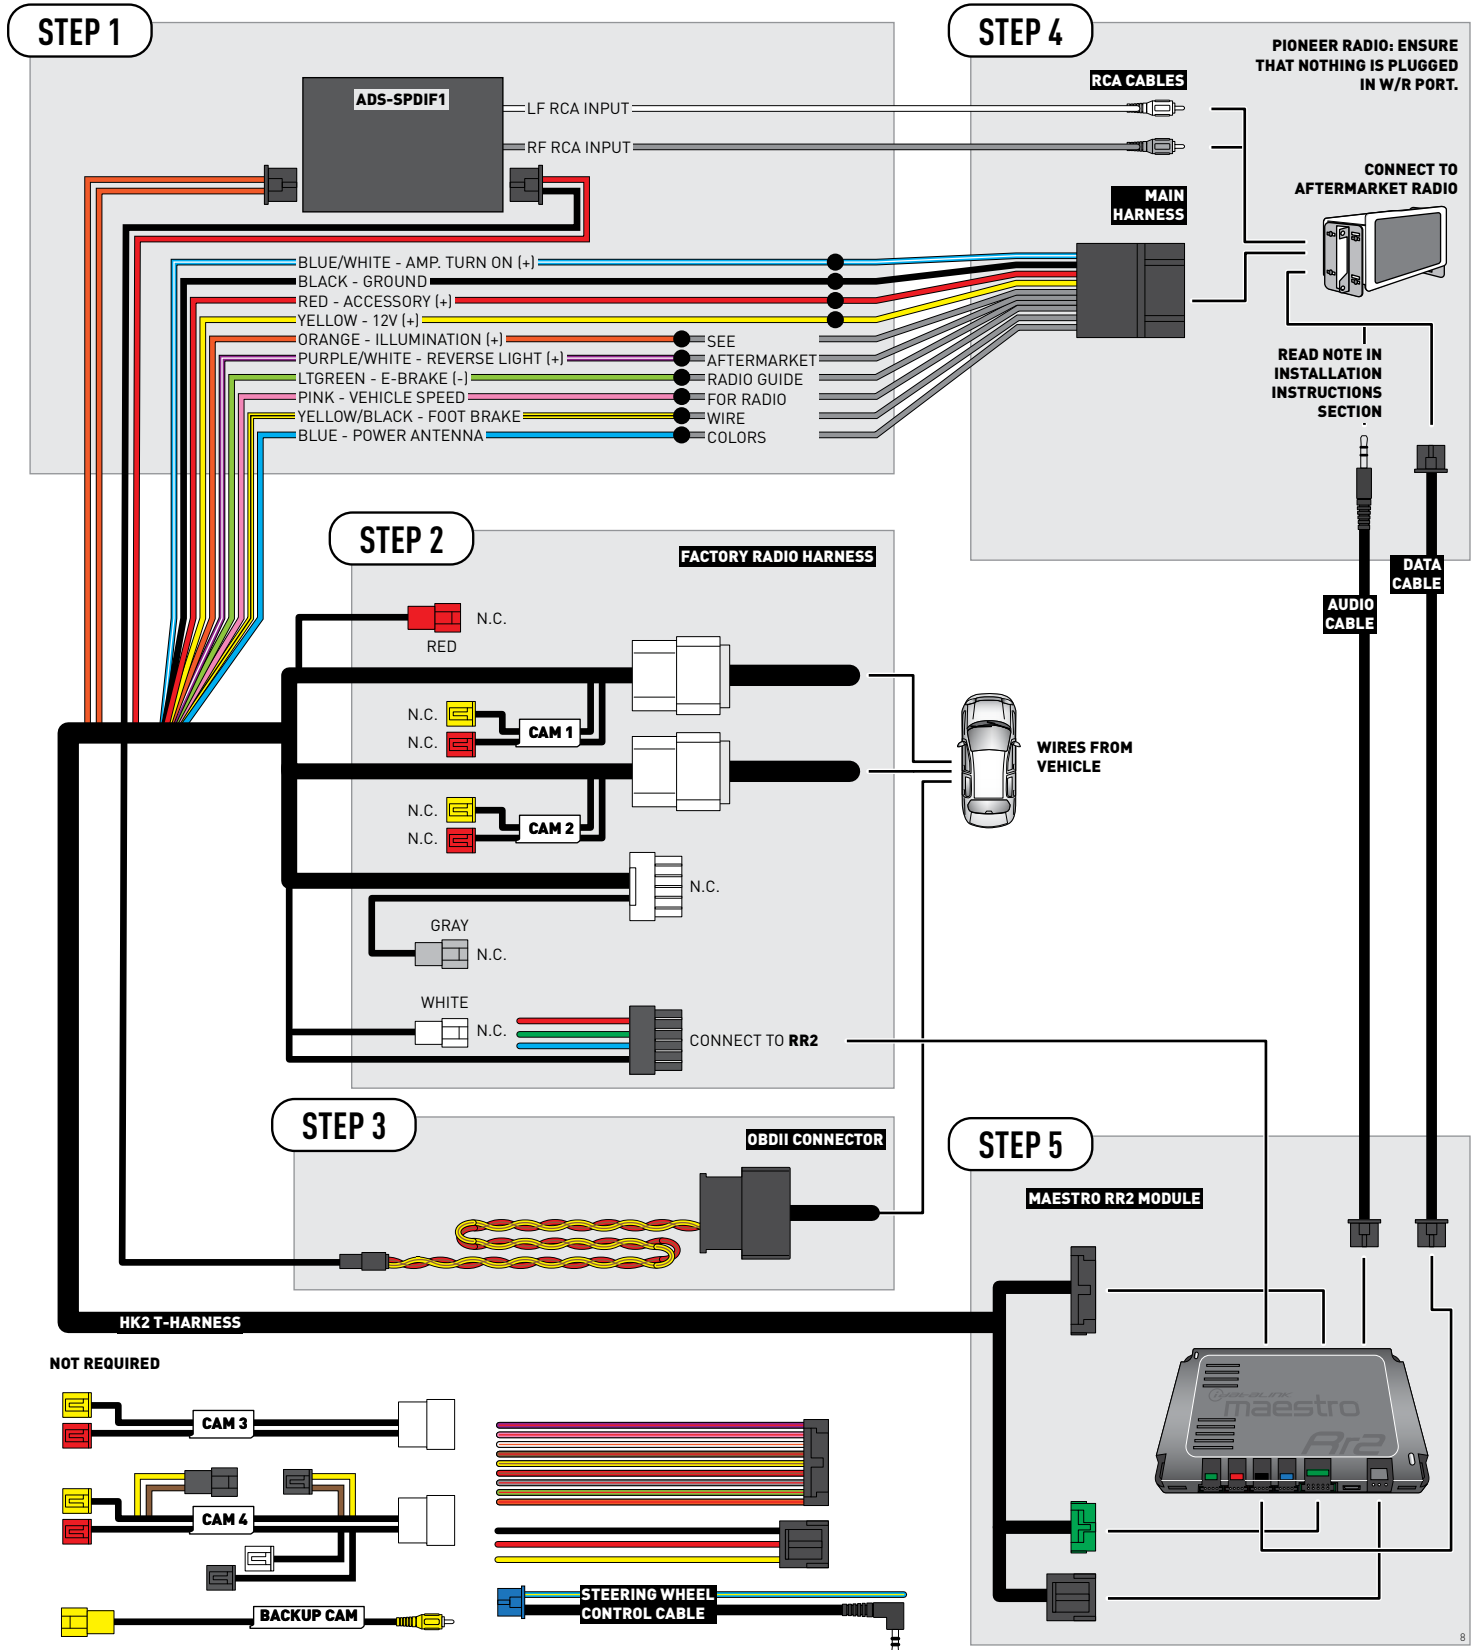 STEP 1
ADS-SPDIF1
LF RCA INPUT
RF RCA INPUT
BLUE/WHITE - AMP. TURN ON (+)
BLACK - GROUND
RED - ACCESSORY (+)
YELLOW - 12V (+)
ORANGE - ILLUMINATION (+)
PURPLE/WHITE - REVERSE LIGHT (+)
LTGREEN - E-BRAKE (-)
PINK - VEHICLE SPEED
YELLOW/BLACK - FOOT BRAKE
BLUE - POWER ANTENNA
SEE
AFTERMARKET
RADIO GUIDE
FOR RADIO
WIRE
COLORS
STEP 4
PIONEER RADIO: ENSURE
THAT NOTHING IS PLUGGED
IN W/R PORT.
RCA CABLES
CONNECT TO
AFTERMARKET RADIO
MAIN
HARNESS
READ NOTE IN
INSTALLATION
INSTRUCTIONS
SECTION
DATA
CABLE
AUDIO
CABLE
STEP 2
FACTORY RADIO HARNESS
N.C.
RED
N.C.
CAM 1
N.C.
WIRES FROM
VEHICLE
N.C.
CAM 2
N.C.
N.C.
GRAY
N.C.
WHITE
N.C.
CONNECT TO RR2
STEP 3
OBDII CONNECTOR
STEP 5
MAESTRO RR2 MODULE
HK2 T-HARNESS
iDATALINK
maestro
Rr2
NOT REQUIRED
CAM 3
CAM 4
BACKUP CAM
STEERING WHEEL
CONTROL CABLE
8